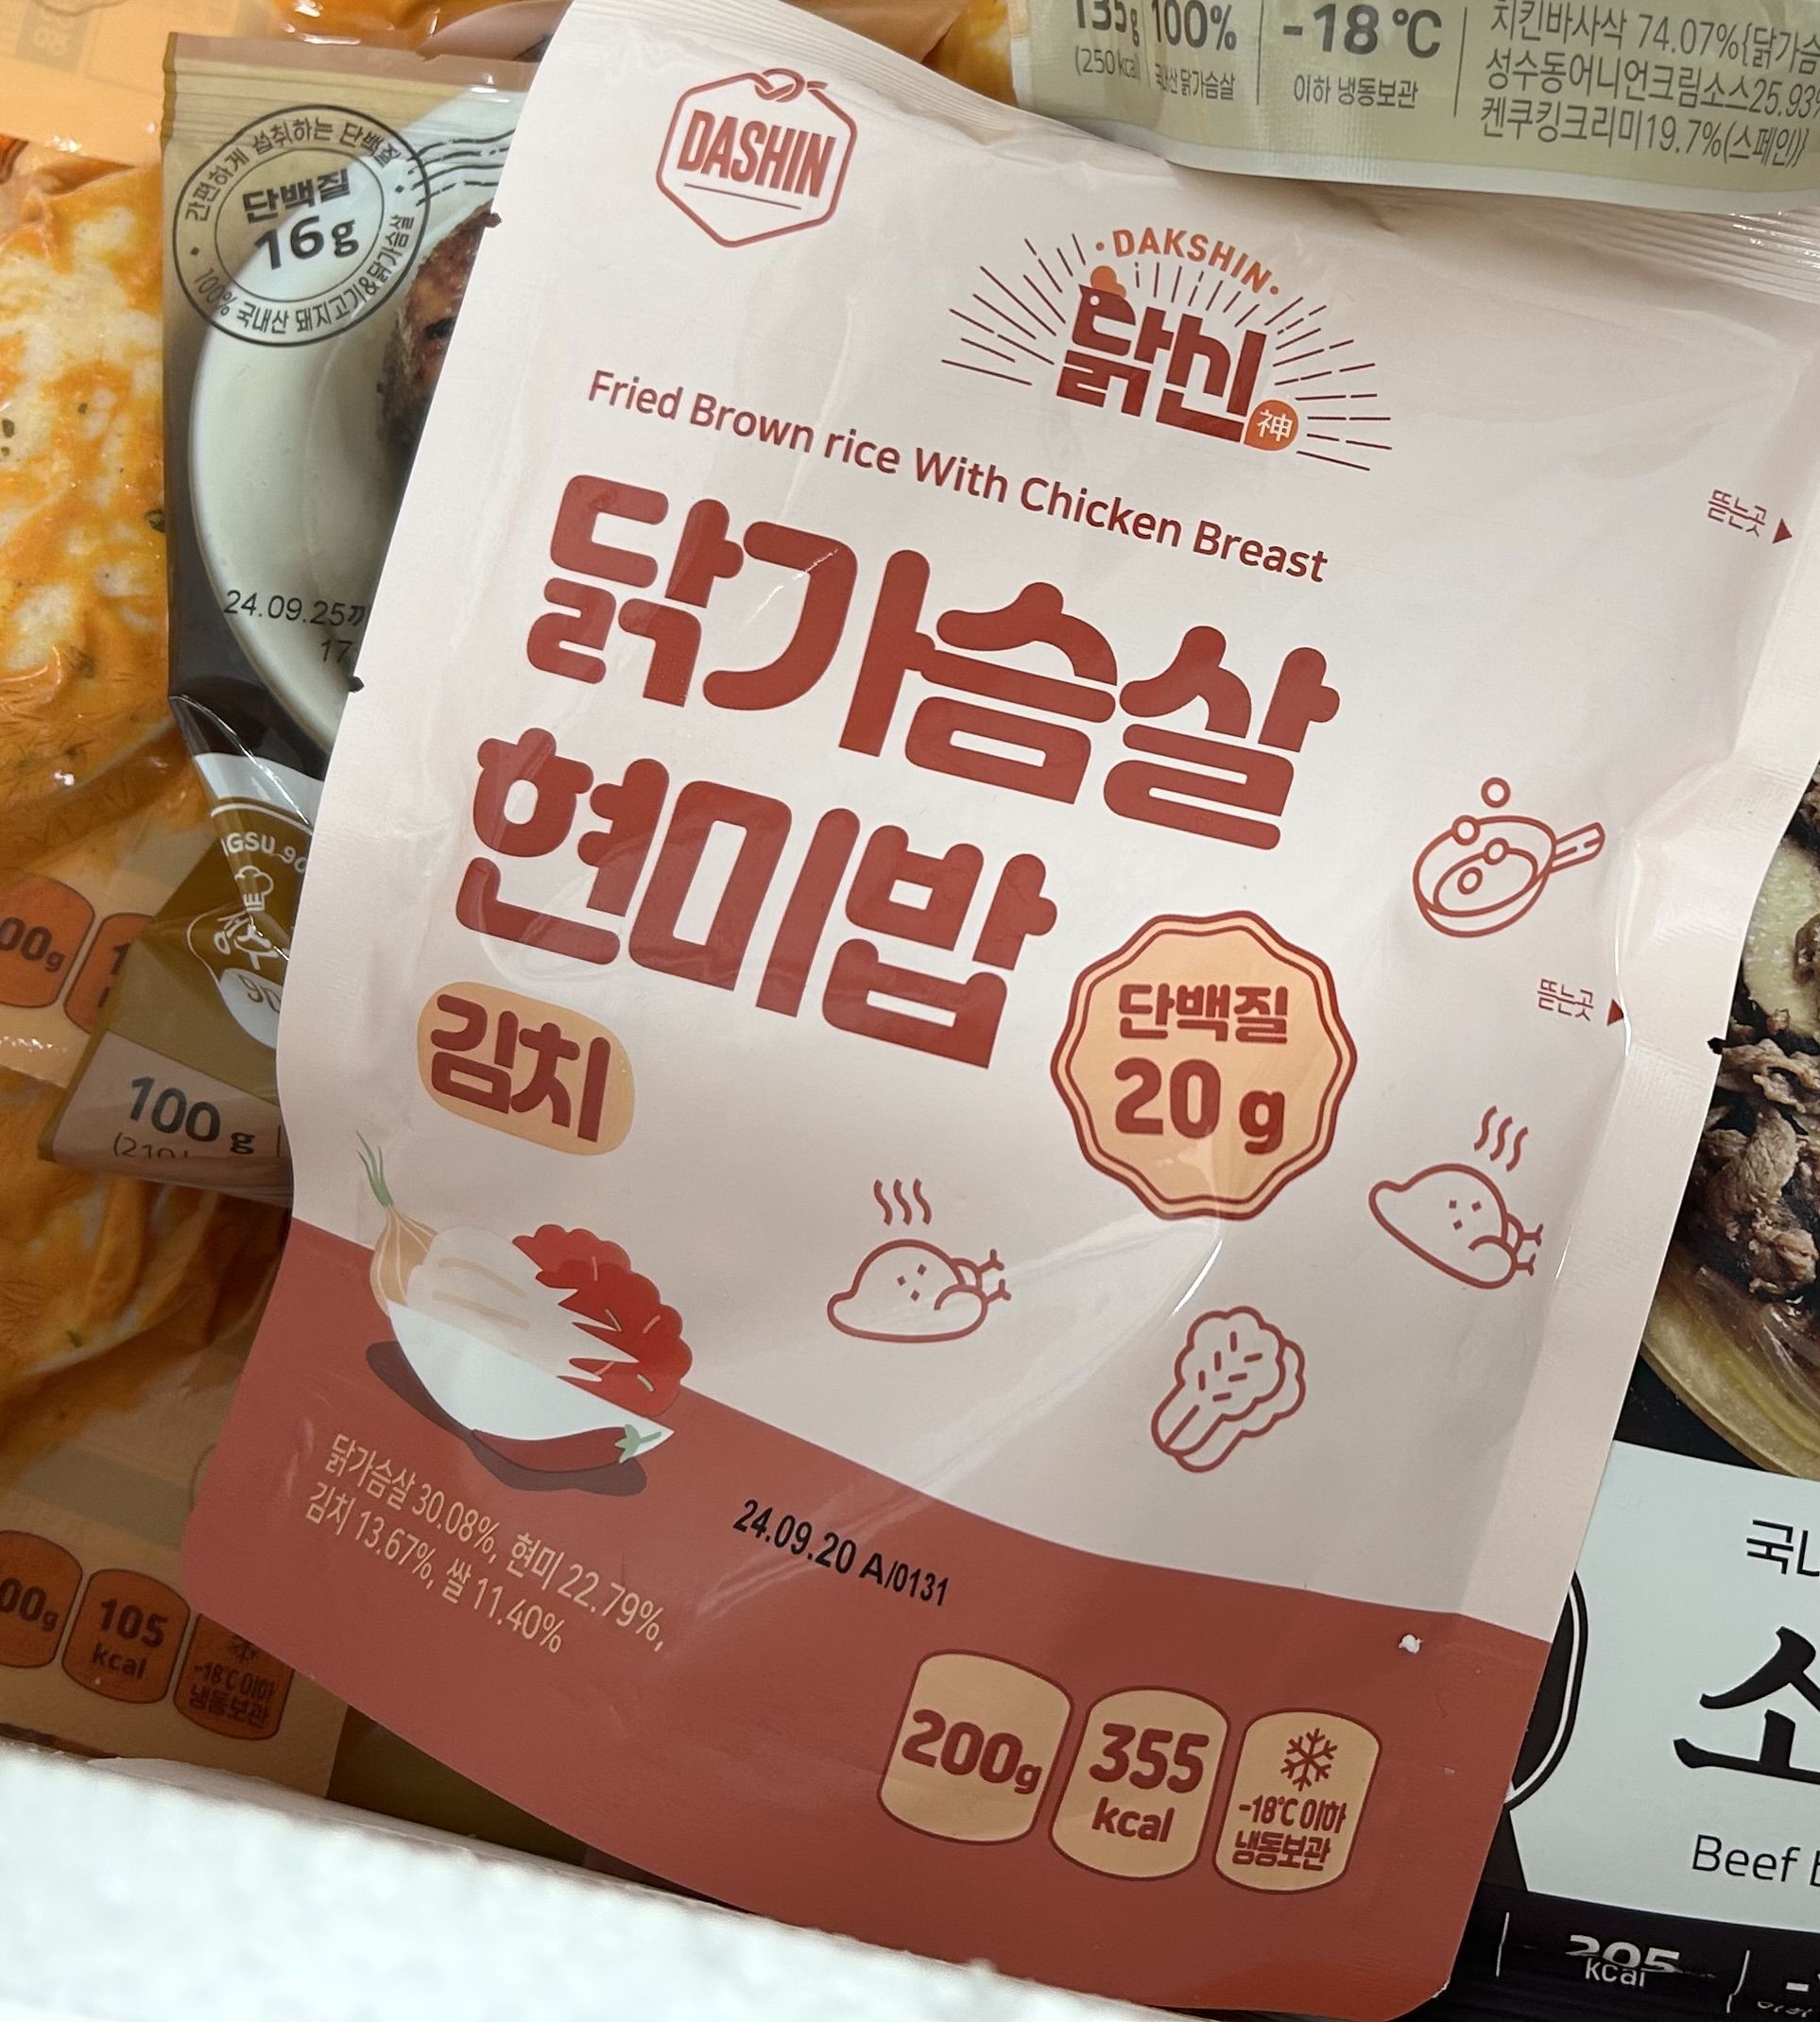 135g
(250 kcal)
100%
국내산 닭가슴살
-18℃
이하 냉동보관
치킨바사삭 74.07%{닭가슴
성수동어니언크림소스25.93%
켄쿠킹크리미19.7%(스페인)}
간편하게 섭취하는 단백질
단백질
16g
100% 국내산 돼지고기&닭가슴살
24.09.25까
17
DASHIN
DAKSHIN
닭신
神
Fried Brown rice With Chicken Breast
닭가슴살
현미밥
김치
단백질
20 g
뜯는곳
뜯는곳
100 g
105
kcal
-18℃ 이하
냉동보관
닭가슴살 30.08%, 현미 22.79%,
김치 13.67%, 쌀 11.40%
24.09.20 A/0131
200g
355
kcal
-18℃ 이하
냉동보관
Beef
205
kcal